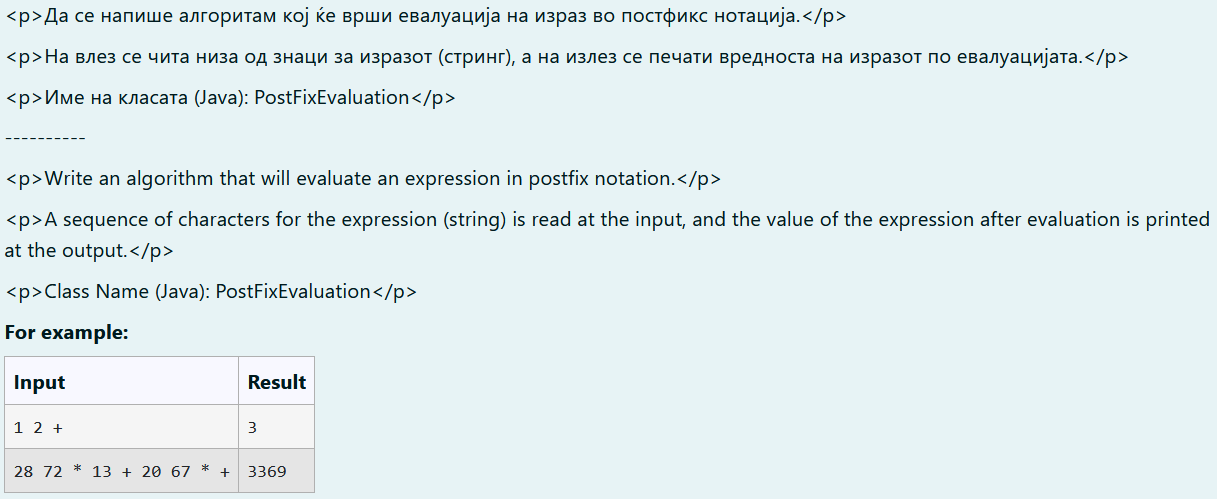 <p>Да се напише алгоритам кој ќе врши евалуација на израз во постфикс нотација.</p>
<p>На влез се чита низа од знаци за изразот (стринг), а на излез се печати вредноста на изразот по евалуацијата.</p>
<p>Име на класата (Java): PostFixEvaluation</p>
----------
<p>Write an algorithm that will evaluate an expression in postfix notation.</p>
<p>A sequence of characters for the expression (string) is read at the input, and the value of the expression after evaluation is printed
at the output.</p>
<p>Class Name (Java): PostFixEvaluation</p>
For example:
Input Result
1 2 + 3
28 72 * 13 + 20 67 * + 3369